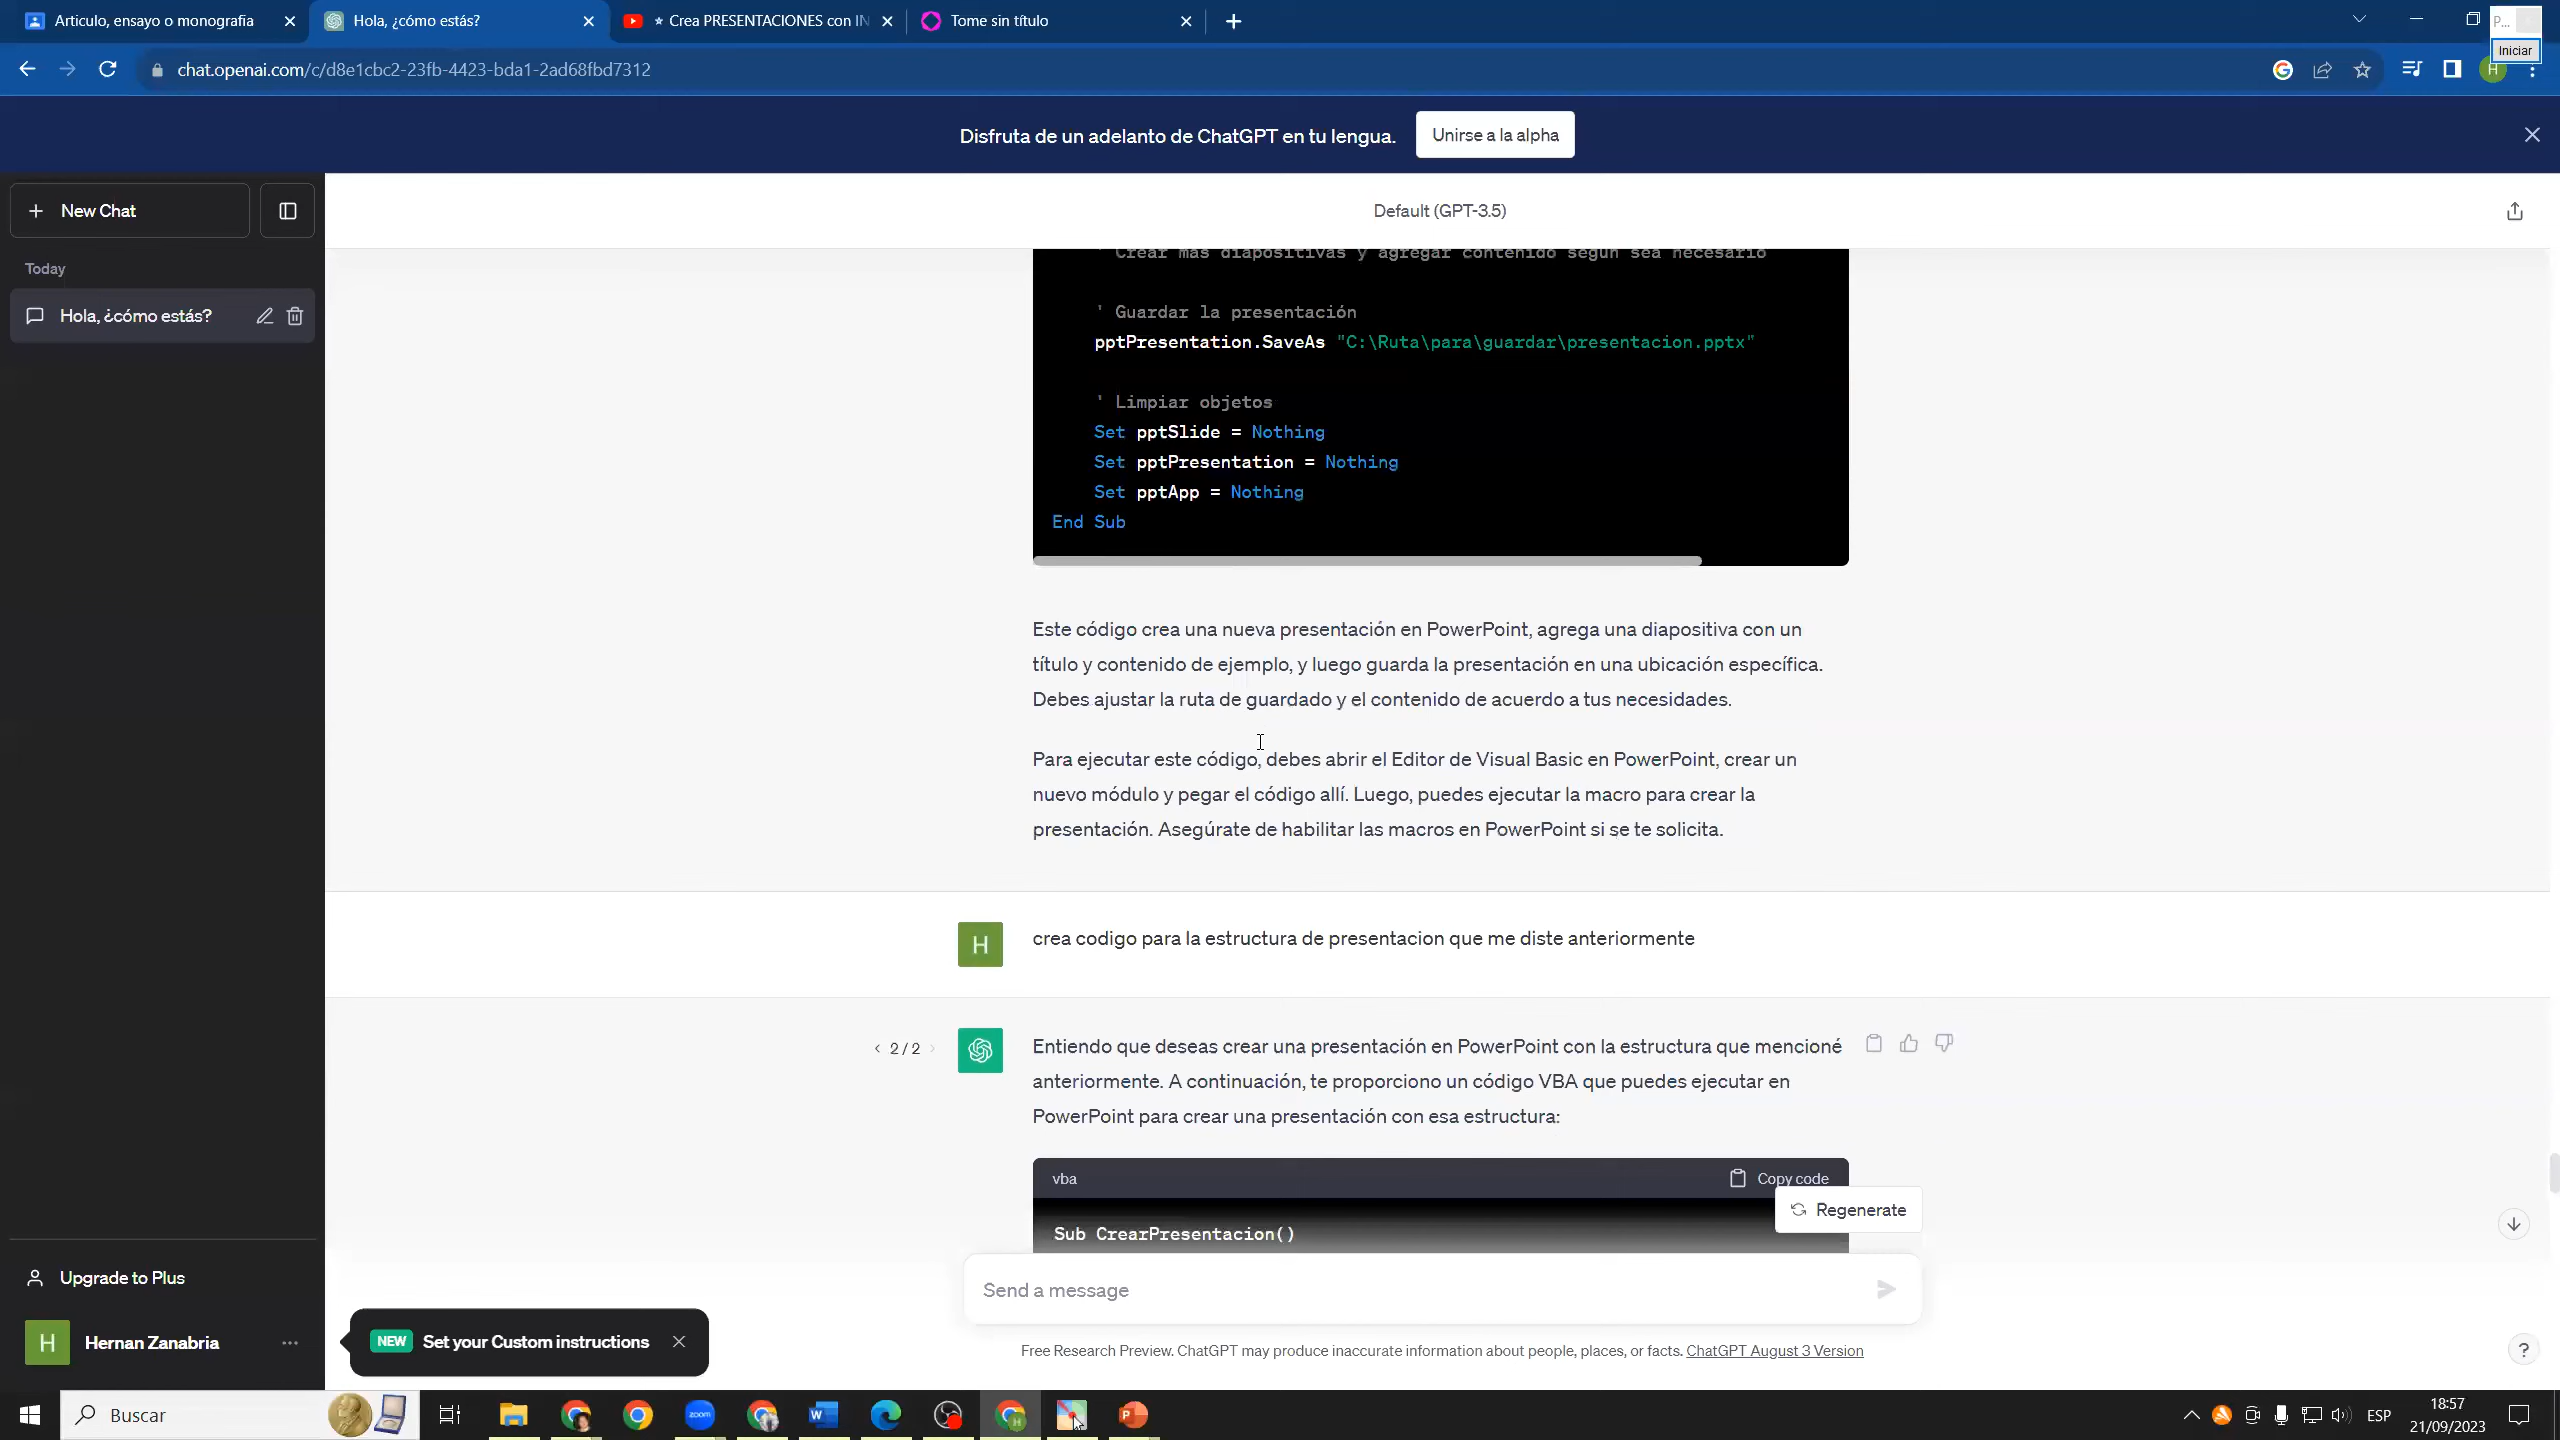 Articulo, ensayo o monografia
Hola, ¿cómo estás?
★ Crea PRESENTACIONES con IN
Tome sin título
P...
Iniciar
chat.openai.com/c/d8e1cbc2-23fb-4423-bda1-2ad68fbd7312
H
Disfruta de un adelanto de ChatGPT en tu lengua.
Unirse a la alpha
New Chat
Default (GPT-3.5)
Today
Hola, ¿cómo estás?
' Crear más diapositivas y agregar contenido según sea necesario
' Guardar la presentación
pptPresentation.SaveAs "C:\Ruta\para\guardar\presentacion.pptx"
' Limpiar objetos
Set pptSlide = Nothing
Set pptPresentation = Nothing
Set pptApp = Nothing
End Sub
Este código crea una nueva presentación en PowerPoint, agrega una diapositiva con un
título y contenido de ejemplo, y luego guarda la presentación en una ubicación específica.
Debes ajustar la ruta de guardado y el contenido de acuerdo a tus necesidades.
Para ejecutar este código, debes abrir el Editor de Visual Basic en PowerPoint, crear un
nuevo módulo y pegar el código allí. Luego, puedes ejecutar la macro para crear la
presentación. Asegúrate de habilitar las macros en PowerPoint si se te solicita.
H
crea codigo para la estructura de presentacion que me diste anteriormente
2 / 2
Entiendo que deseas crear una presentación en PowerPoint con la estructura que mencioné
anteriormente. A continuación, te proporciono un código VBA que puedes ejecutar en
PowerPoint para crear una presentación con esa estructura:
vba
Copy code
Sub CrearPresentacion()
Regenerate
Send a message
Free Research Preview. ChatGPT may produce inaccurate information about people, places, or facts. ChatGPT August 3 Version
Upgrade to Plus
H
Hernan Zanabria
NEW Set your Custom instructions
?
Buscar
zoom
ESP
18:57
21/09/2023